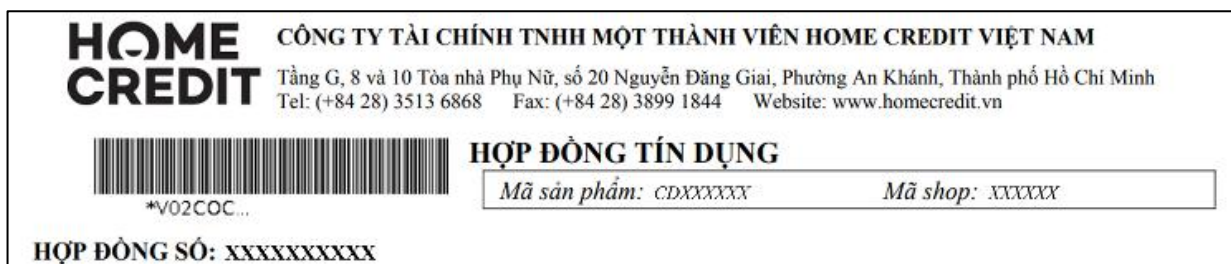 HOME
CREDIT
CÔNG TY TÀI CHÍNH TNHH MỘT THÀNH VIÊN HOME CREDIT VIỆT NAM
Tầng G, 8 và 10 Tòa nhà Phụ Nữ, số 20 Nguyễn Đăng Giai, Phường An Khánh, Thành phố Hồ Chí Minh
Tel: (+84 28) 3513 6868 Fax: (+84 28) 3899 1844 Website: www.homecredit.vn
*V02COC...
HỢP ĐỒNG TÍN DỤNG
Mã sản phẩm: CDXXXXXX Mã shop: XXXXXX
HỢP ĐỒNG SỐ: XXXXXXXXXX